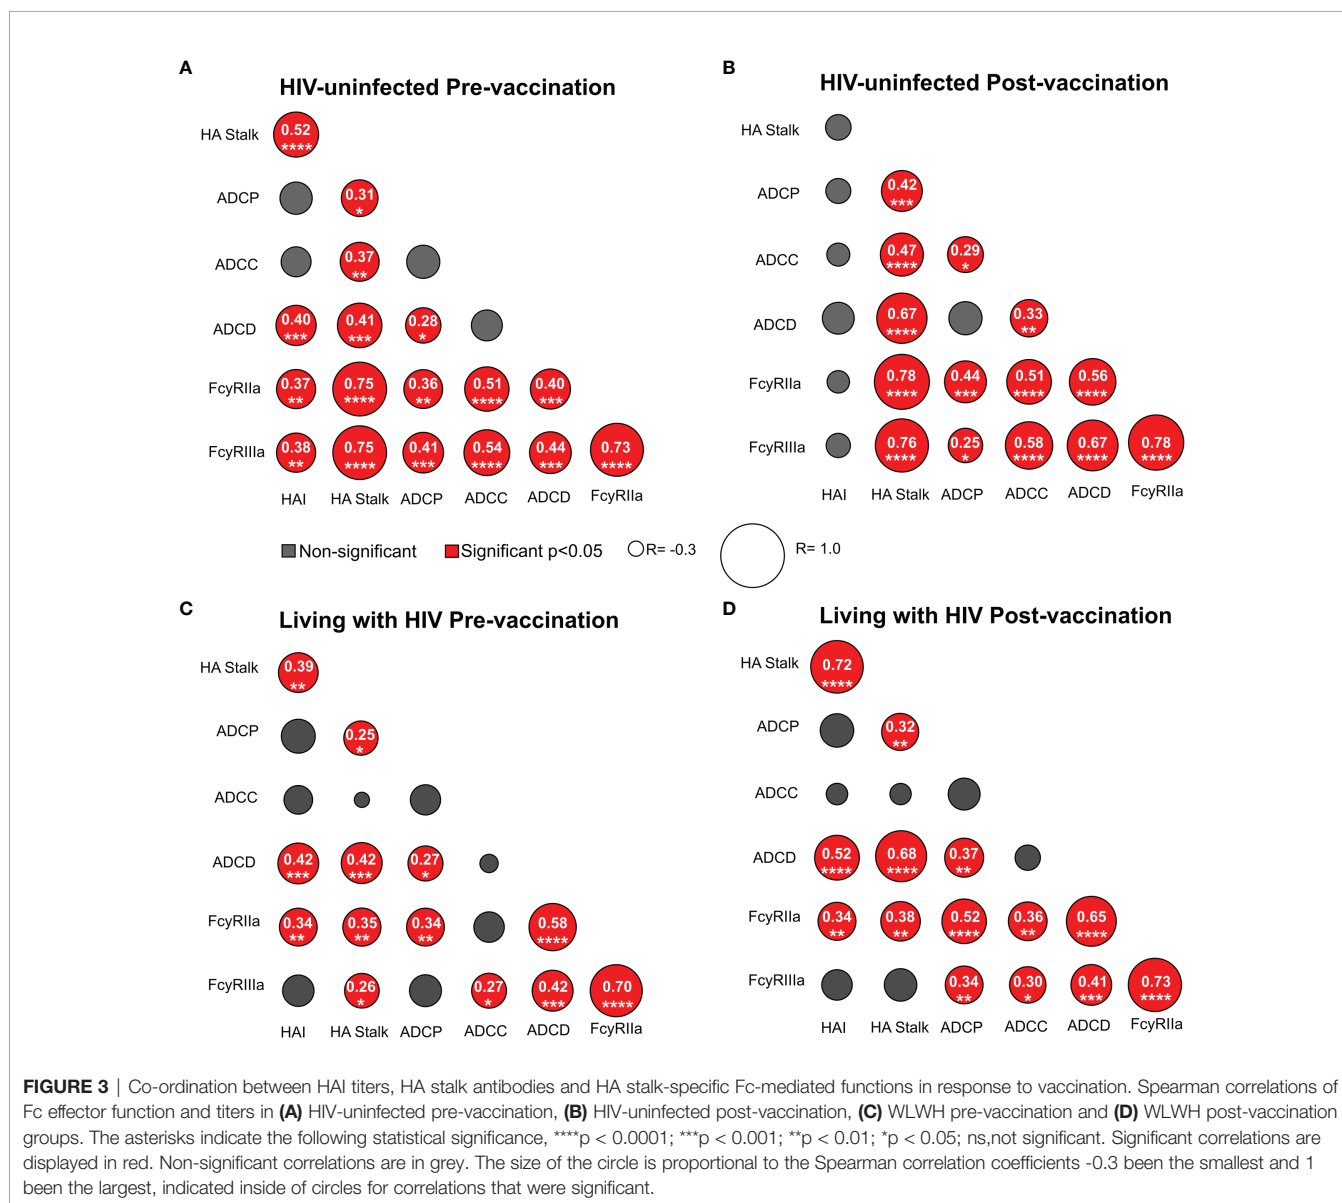 A
HIV-uninfected Pre-vaccination
HA Stalk
0.52
****
ADCP
0.31
*
ADCC
0.37
**
ADCD
0.40 0.41 0.28
*** *** *
FcyRIIa
0.37 0.75 0.36 0.51 0.40
** **** ** **** ***
FcyRIIIa
0.38 0.75 0.41 0.54 0.44 0.73
** **** *** **** *** ****
HAI HA Stalk ADCP ADCC ADCD FcyRIIa
B
HIV-uninfected Post-vaccination
HA Stalk
ADCP
0.42
***
ADCC
0.47 0.29
**** *
ADCD
0.67 0.33
**** **
FcyRIIa
0.78 0.44 0.51 0.56
**** *** **** ****
FcyRIIIa
0.76 0.25 0.58 0.67 0.78
**** * **** **** ****
HAI HA Stalk ADCP ADCC ADCD FcyRIIa
Non-significant Significant p<0.05 R= -0.3 R= 1.0
C
Living with HIV Pre-vaccination
HA Stalk
0.39
**
ADCP
0.25
*
ADCC
ADCD
0.42 0.42 0.27
*** *** *
FcyRIIa
0.34 0.35 0.34 0.58
** ** ** ****
FcyRIIIa
0.26 0.27 0.42 0.70
* * *** ****
HAI HA Stalk ADCP ADCC ADCD FcyRIIa
D
Living with HIV Post-vaccination
HA Stalk
0.72
****
ADCP
0.32
**
ADCC
ADCD
0.52 0.68 0.37
**** **** **
FcyRIIa
0.34 0.38 0.52 0.36 0.65
** ** **** ** ****
FcyRIIIa
0.34 0.30 0.41 0.73
** * *** ****
HAI HA Stalk ADCP ADCC ADCD FcyRIIa
FIGURE 3 | Co-ordination between HAI titers, HA stalk antibodies and HA stalk-specific Fc-mediated functions in response to vaccination. Spearman correlations of
Fc effector function and titers in (A) HIV-uninfected pre-vaccination, (B) HIV-uninfected post-vaccination, (C) WLWH pre-vaccination and (D) WLWH post-vaccination
groups. The asterisks indicate the following statistical significance, ****p < 0.0001; ***p < 0.001; **p < 0.01; *p < 0.05; ns,not significant. Significant correlations are
displayed in red. Non-significant correlations are in grey. The size of the circle is proportional to the Spearman correlation coefficients -0.3 been the smallest and 1
been the largest, indicated inside of circles for correlations that were significant.